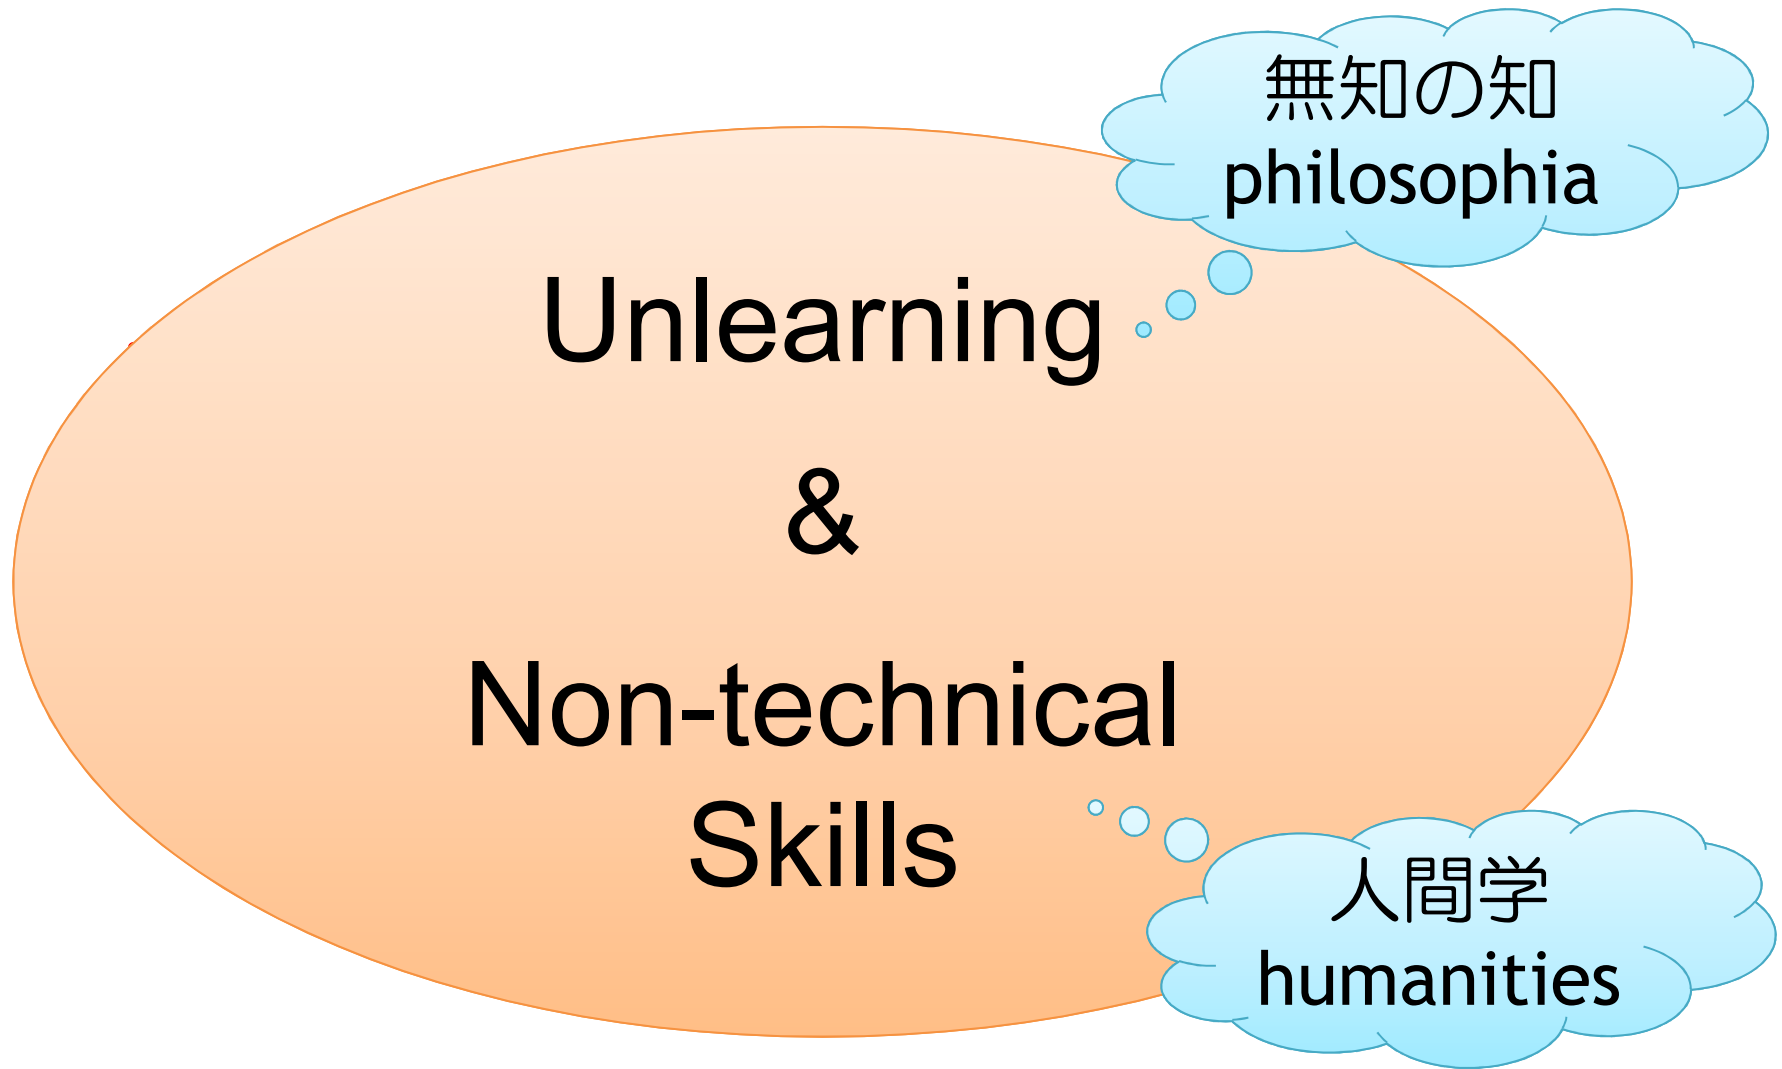 無知の知
philosophia
Unlearning
&
Non-technical
Skills
人間学
humanities